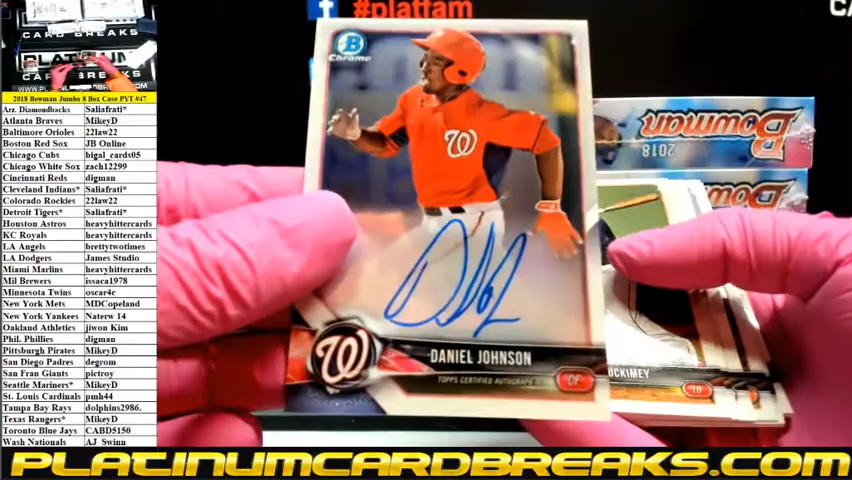 #plattam
CARD BREAKS
PLATINUM
CARD BREAKS
2018 Bowman Jumbo 8 Box Case PYT #47
Arz. Diamondbacks Saliafrati*
Atlanta Braves MikeyD
Baltimore Orioles 22law22
Boston Red Sox JB Online
Chicago Cubs bigal_cards05
Chicago White Sox zach12299
Cincinnati Reds digman
Cleveland Indians* Saliafrati*
Colorado Rockies 22law22
Detroit Tigers* Saliafrati*
Houston Astros heavyhittercards
KC Royals heavyhittercards
LA Angels brettytwotimes
LA Dodgers James Studio
Miami Marlins heavyhittercards
Mil Brewers issaca1978
Minnesota Twins oscar4c
New York Mets MDCopeland
New York Yankees Naterw 14
Oakland Athletics jiwon Kim
Phil. Phillies digman
Pittsburgh Pirates MikeyD
San Diego Padres degrom
San Fran Giants pictroy
Seattle Mariners* MikeyD
St. Louis Cardinals pmh44
Tampa Bay Rays dolphins2986.
Texas Rangers* MikeyD
Toronto Blue Jays CABD5150
Wash Nationals AJ Swinn
B
Chrome
W
W
DANIEL JOHNSON
TOPPS CERTIFIED AUTOGRAPH
OF
Bowman
2018
OCKIMEY
1B
PLATINUMCARDBREAKS.COM